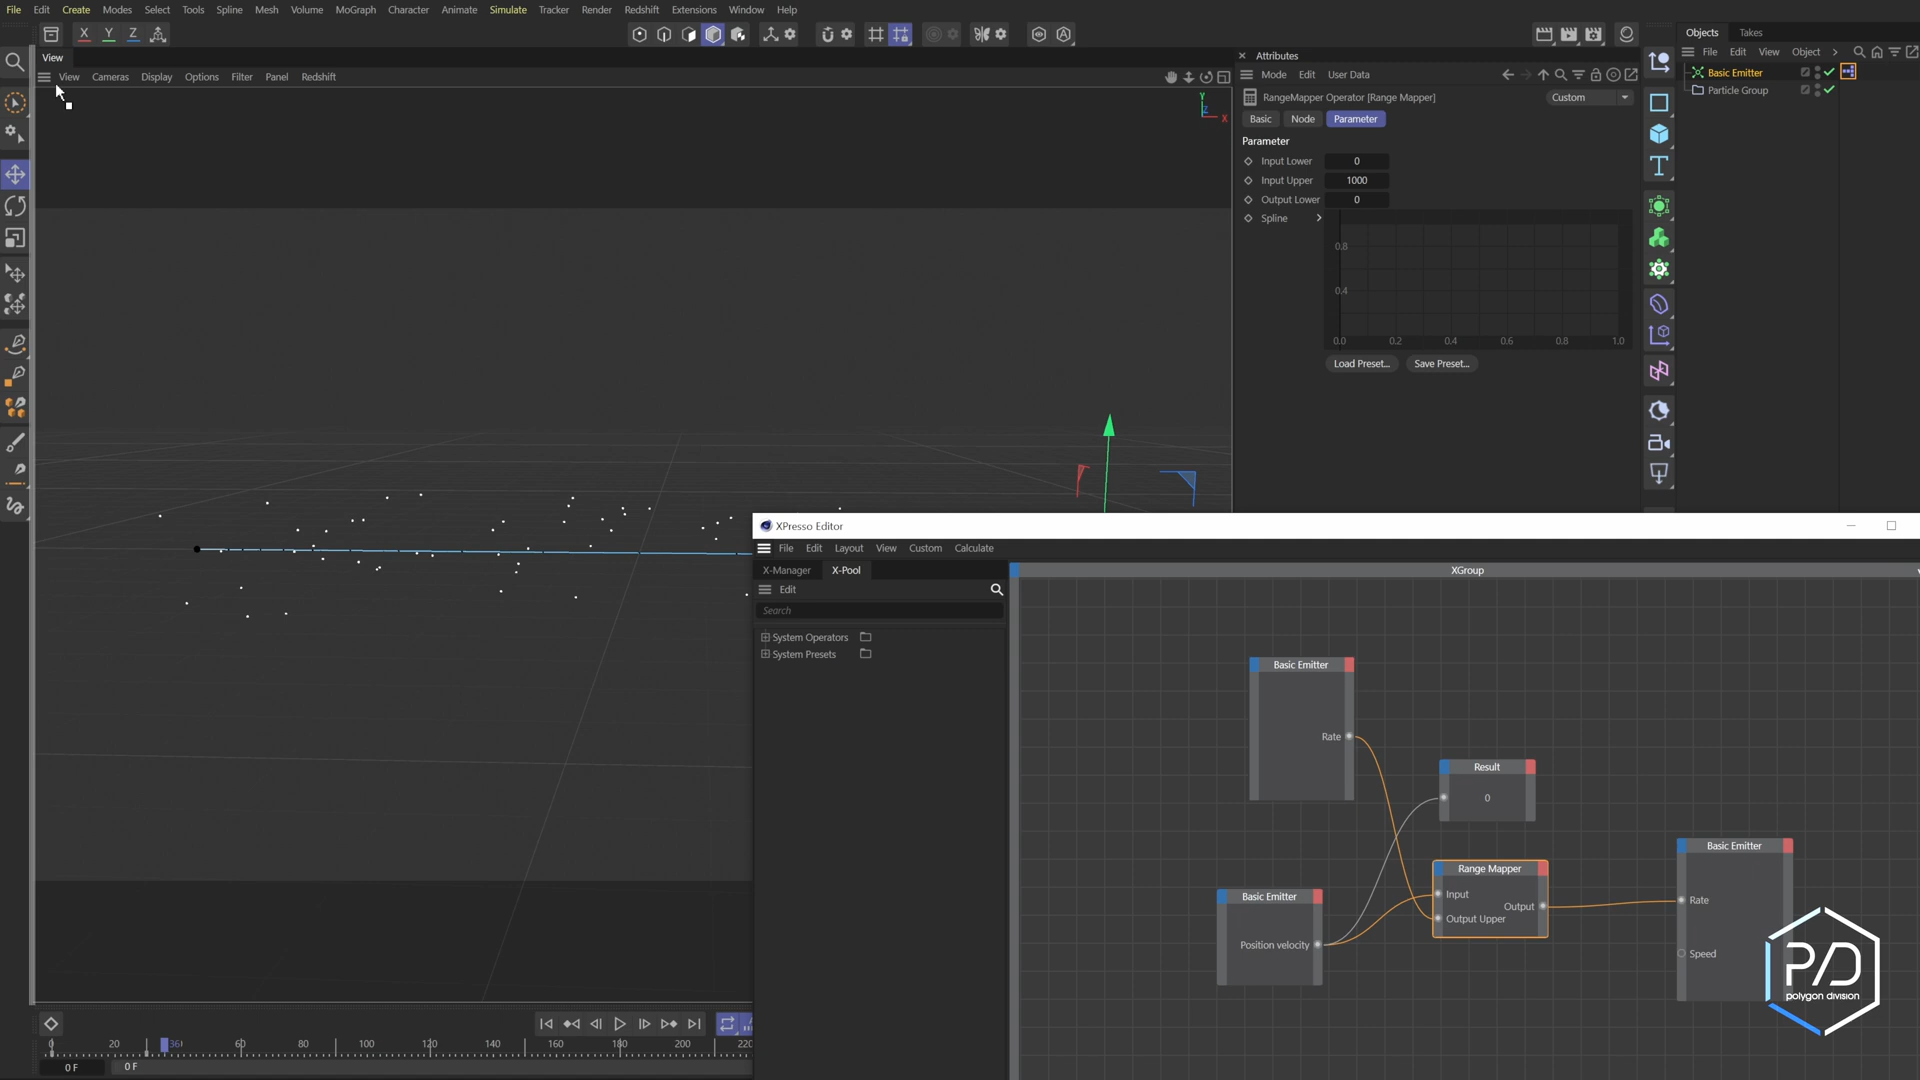 File Edit Create Modes Select Tools Spline Mesh Volume MoGraph Character Animate Simulate Tracker Render Redshift Extensions Window Help
X Y Z
View
View Cameras Display Options Filter Panel Redshift
Y
Z
X
Attributes
Mode Edit User Data
RangeMapper Operator [Range Mapper]
Custom
Basic Node Parameter
Parameter
Input Lower 0
Input Upper 1000
Output Lower 0
Spline
0.8
0.4
0.0 0.2 0.4 0.6 0.8 1.0
Load Preset... Save Preset...
Objects Takes
File Edit View Object
Basic Emitter
Particle Group
XPresso Editor
File Edit Layout View Custom Calculate
X-Manager X-Pool
Edit
Search
System Operators
System Presets
XGroup
Basic Emitter
Rate
Result
0
Basic Emitter
Position velocity
Range Mapper
Input
Output
Output Upper
Basic Emitter
Rate
Speed
P/D
polygon division
0 20 60 80 100 120 140 160 180 200 220
0 F 0 F